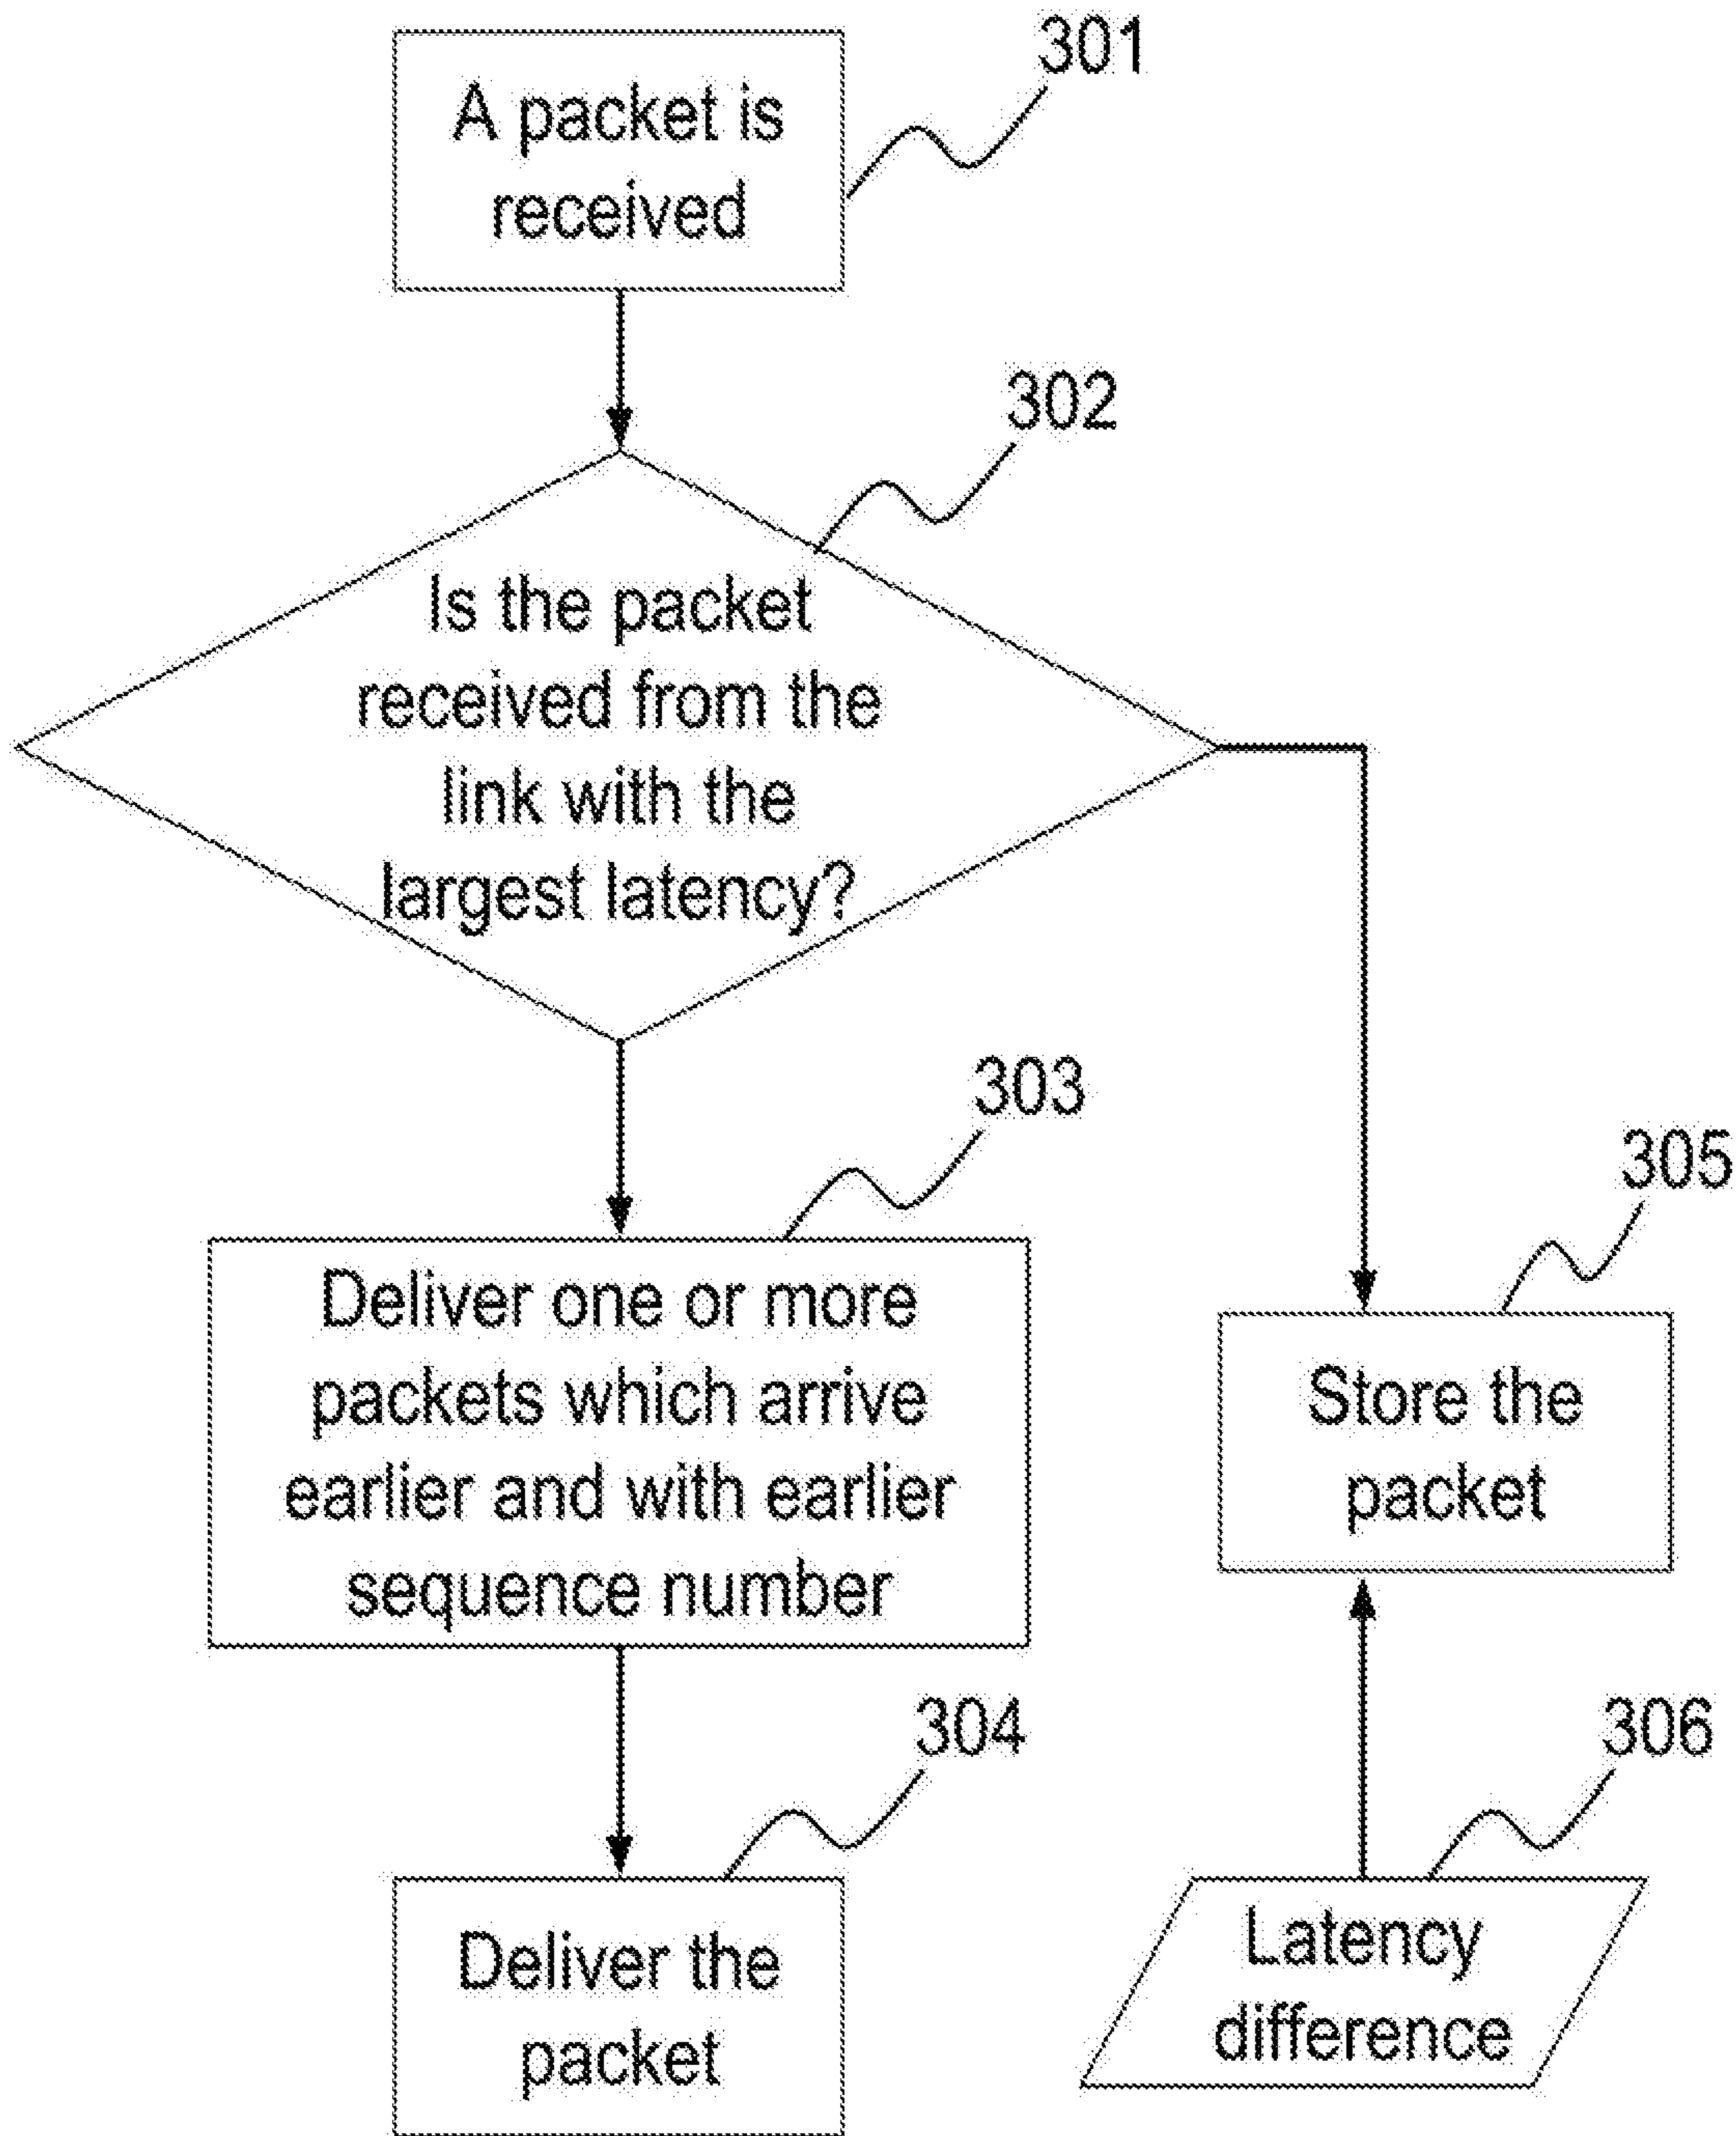 301
A packet is
received
302
Is the packet
received from the
link with the
largest latency?
303
Deliver one or more
packets which arrive
earlier and with earlier
sequence number
305
Store the
packet
304
Deliver the
packet
306
Latency
difference